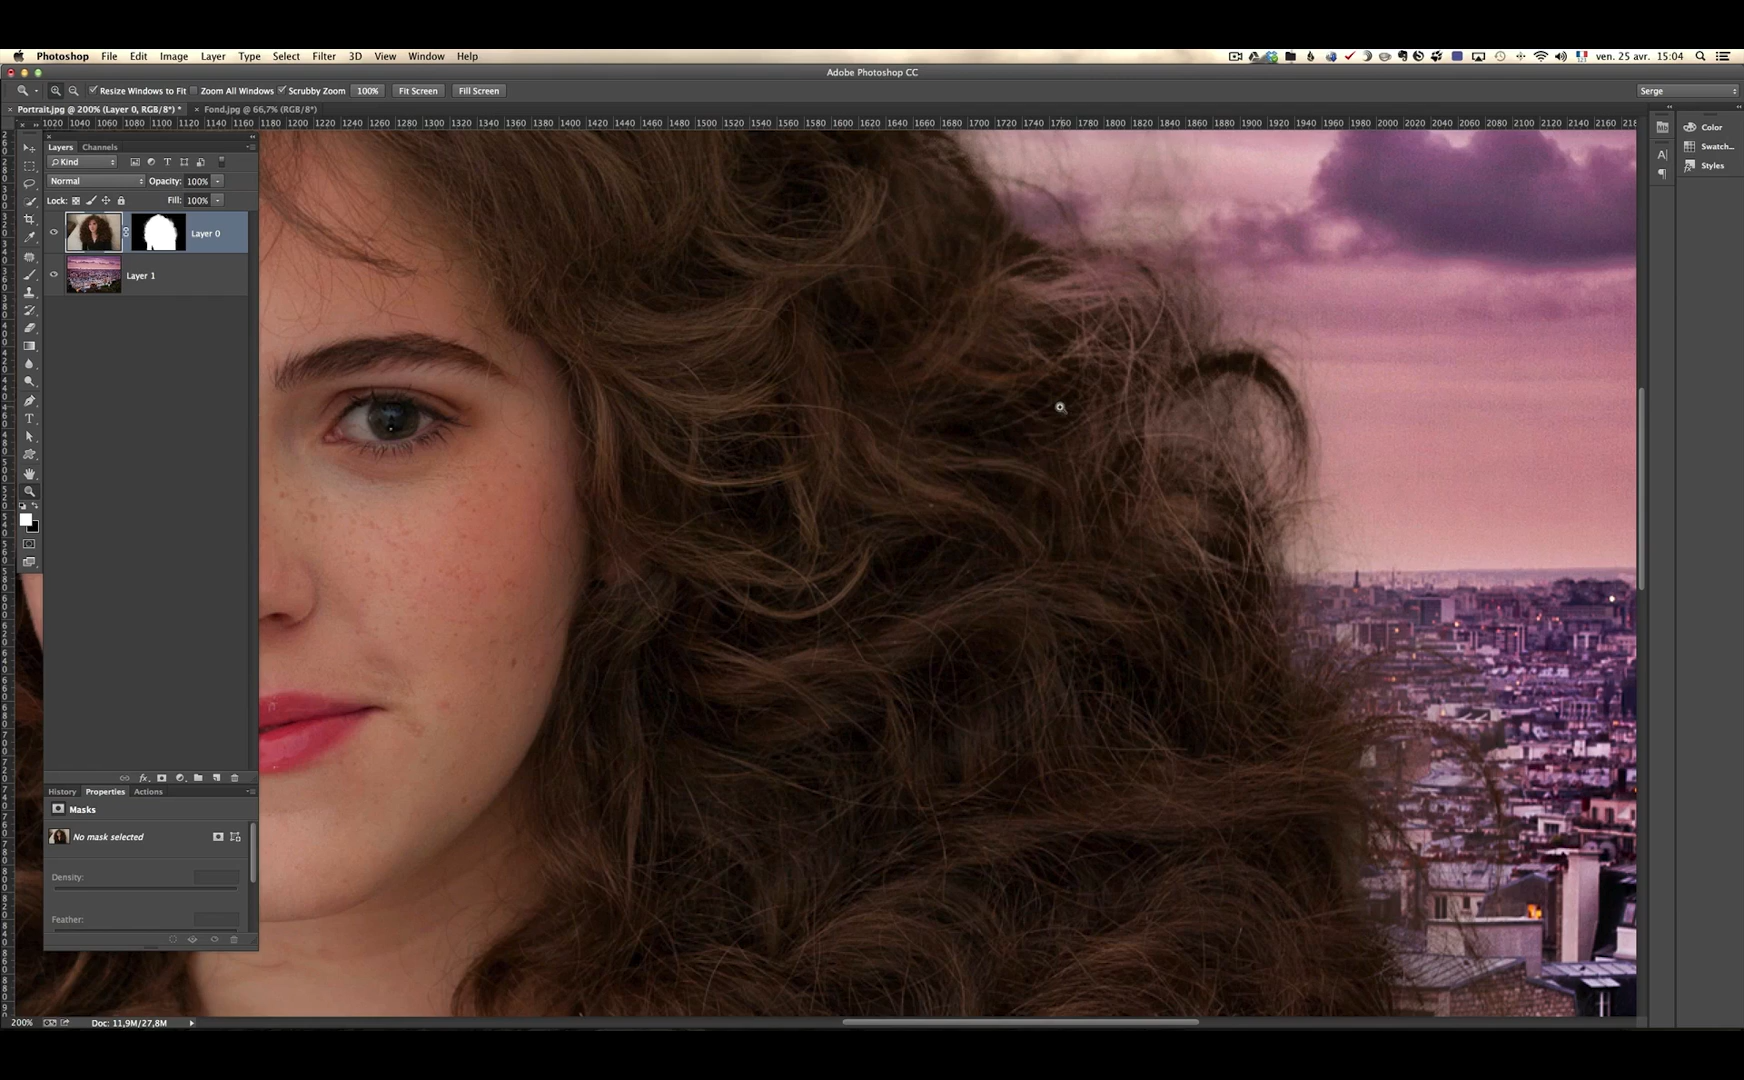 Photoshop File Edit Image Layer Type Select Filter 3D View Window Help ven. 25 avr. 15:04
Adobe Photoshop CC
Resize Windows to Fit Zoom All Windows Scrubby Zoom 100% Fit Screen Fill Screen Serge
× Portrait.jpg @ 200% (Layer 0, RGB/8*) * × Fond.jpg @ 66,7% (RGB/8*)
1020 1040 1060 1080 1100 1120 1140 1160 1180 1200 1220 1240 1260 1280 1300 1320 1340 1360 1380 1400 1420 1440 1460 1480 1500 1520 1540 1560 1580 1600 1620 1640 1660 1680 1700 1720 1740 1760 1780 1800 1820 1840 1860 1880 1900 1920 1940 1960 1980 2000 2020 2040 2060 2080 2100 2120 2140 2160 218
Mb Color
Layers Channels
Swatch...
Kind
Styles
Normal Opacity: 100%
Lock: Fill: 100%
Layer 0
Layer 1
fx
History Properties Actions
Masks
No mask selected
Density:
Feather:
200% Doc: 11,9M/27,8M